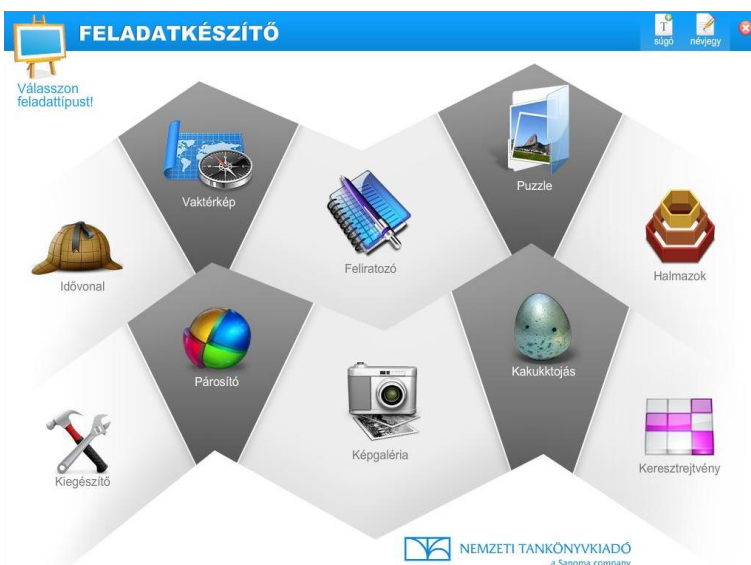 FELADATKÉSZÍTŐ
súgó
névjegy
Válasszon
feladattípust!
Vaktérkép
Puzzle
Feliratozó
Idővonal
Halmazok
Párosító
Kakukktojás
Képgaléria
Kiegészítő
Keresztrejtvény
NEMZETI TANKÖNYVKIADÓ
a Sanoma company